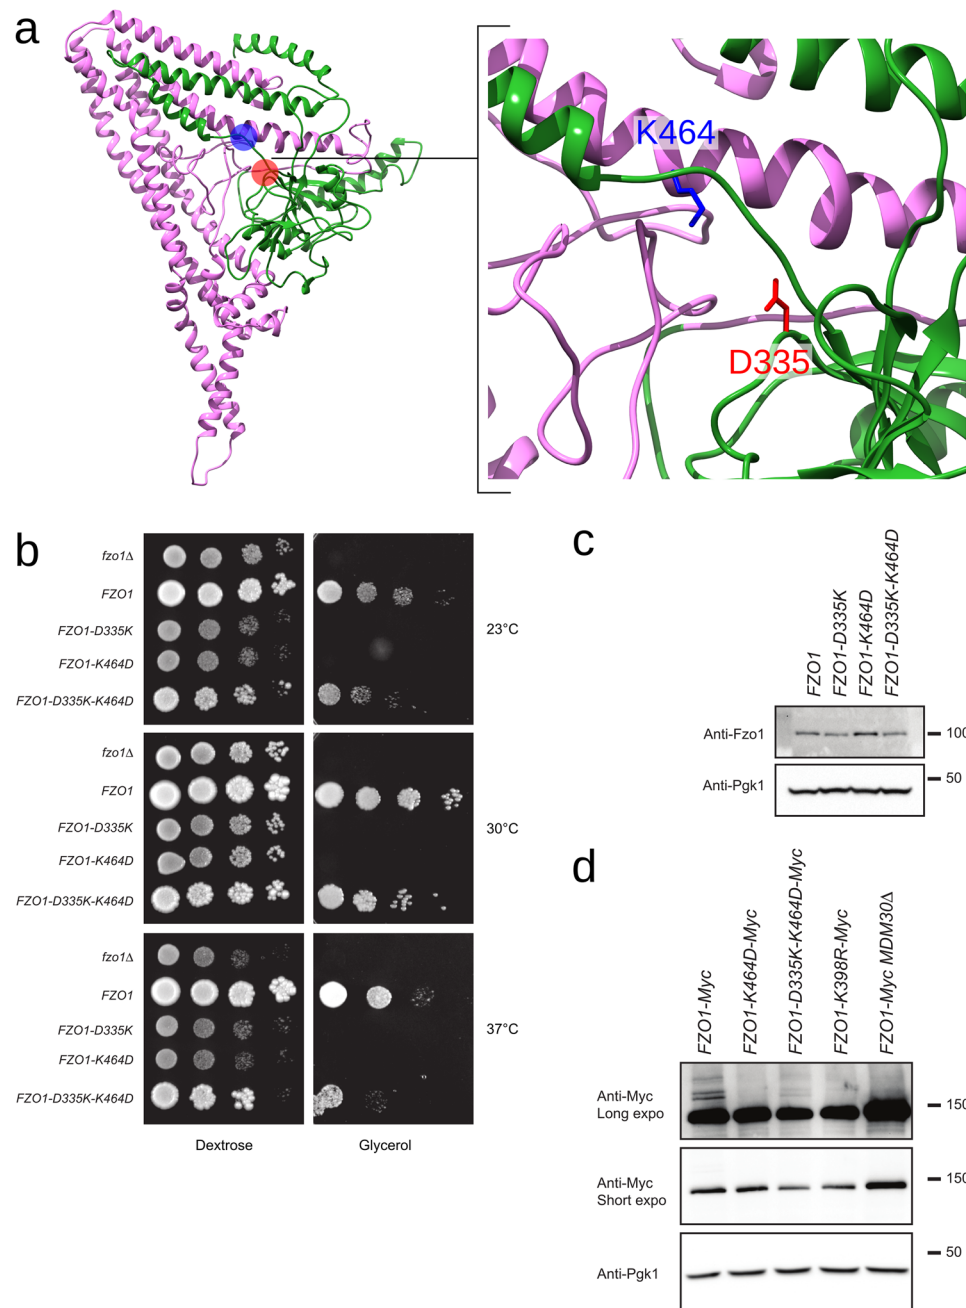 a
K464
D335
b
fzo1Δ
FZO1
FZO1-D335K
FZO1-K464D
FZO1-D335K-K464D
23°C
fzo1Δ
FZO1
FZO1-D335K
FZO1-K464D
FZO1-D335K-K464D
30°C
fzo1Δ
FZO1
FZO1-D335K
FZO1-K464D
FZO1-D335K-K464D
37°C
Dextrose
Glycerol
c
FZO1
FZO1-D335K
FZO1-K464D
FZO1-D335K-K464D
Anti-Fzo1
100
Anti-Pgk1
50
d
FZO1-Myc
FZO1-K464D-Myc
FZO1-D335K-K464D-Myc
FZO1-K398R-Myc
FZO1-Myc MDM30Δ
Anti-Myc
Long expo
150
Anti-Myc
Short expo
150
Anti-Pgk1
50